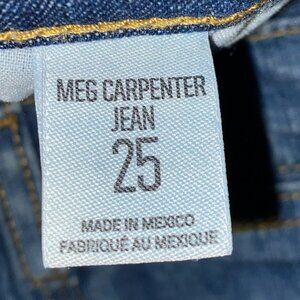 MEG CARPENTER
JEAN
25
MADE IN MEXICO
FABRIQUÉ AU MEXIQUE